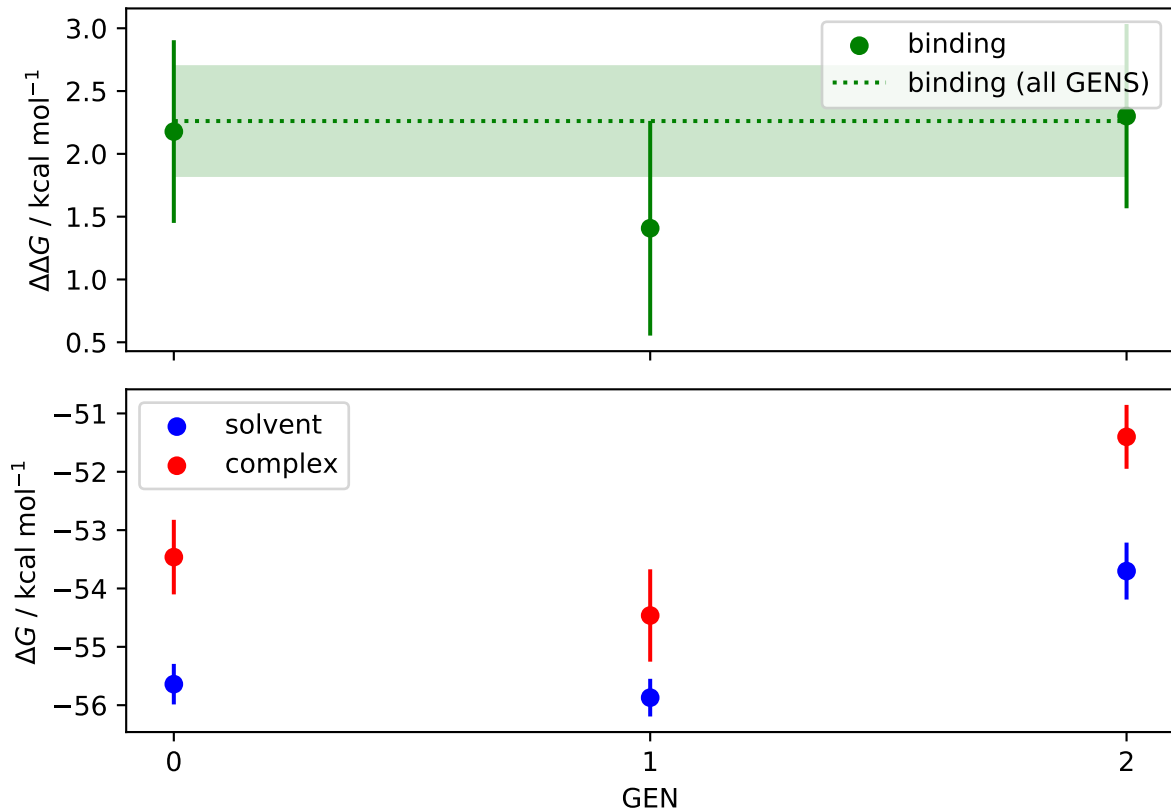 3.0
2.5
2.0
1.5
1.0
0.5
ΔΔG / kcal mol⁻¹
binding
binding (all GENS)
−51
−52
−53
−54
−55
−56
ΔG / kcal mol⁻¹
solvent
complex
0
1
2
GEN